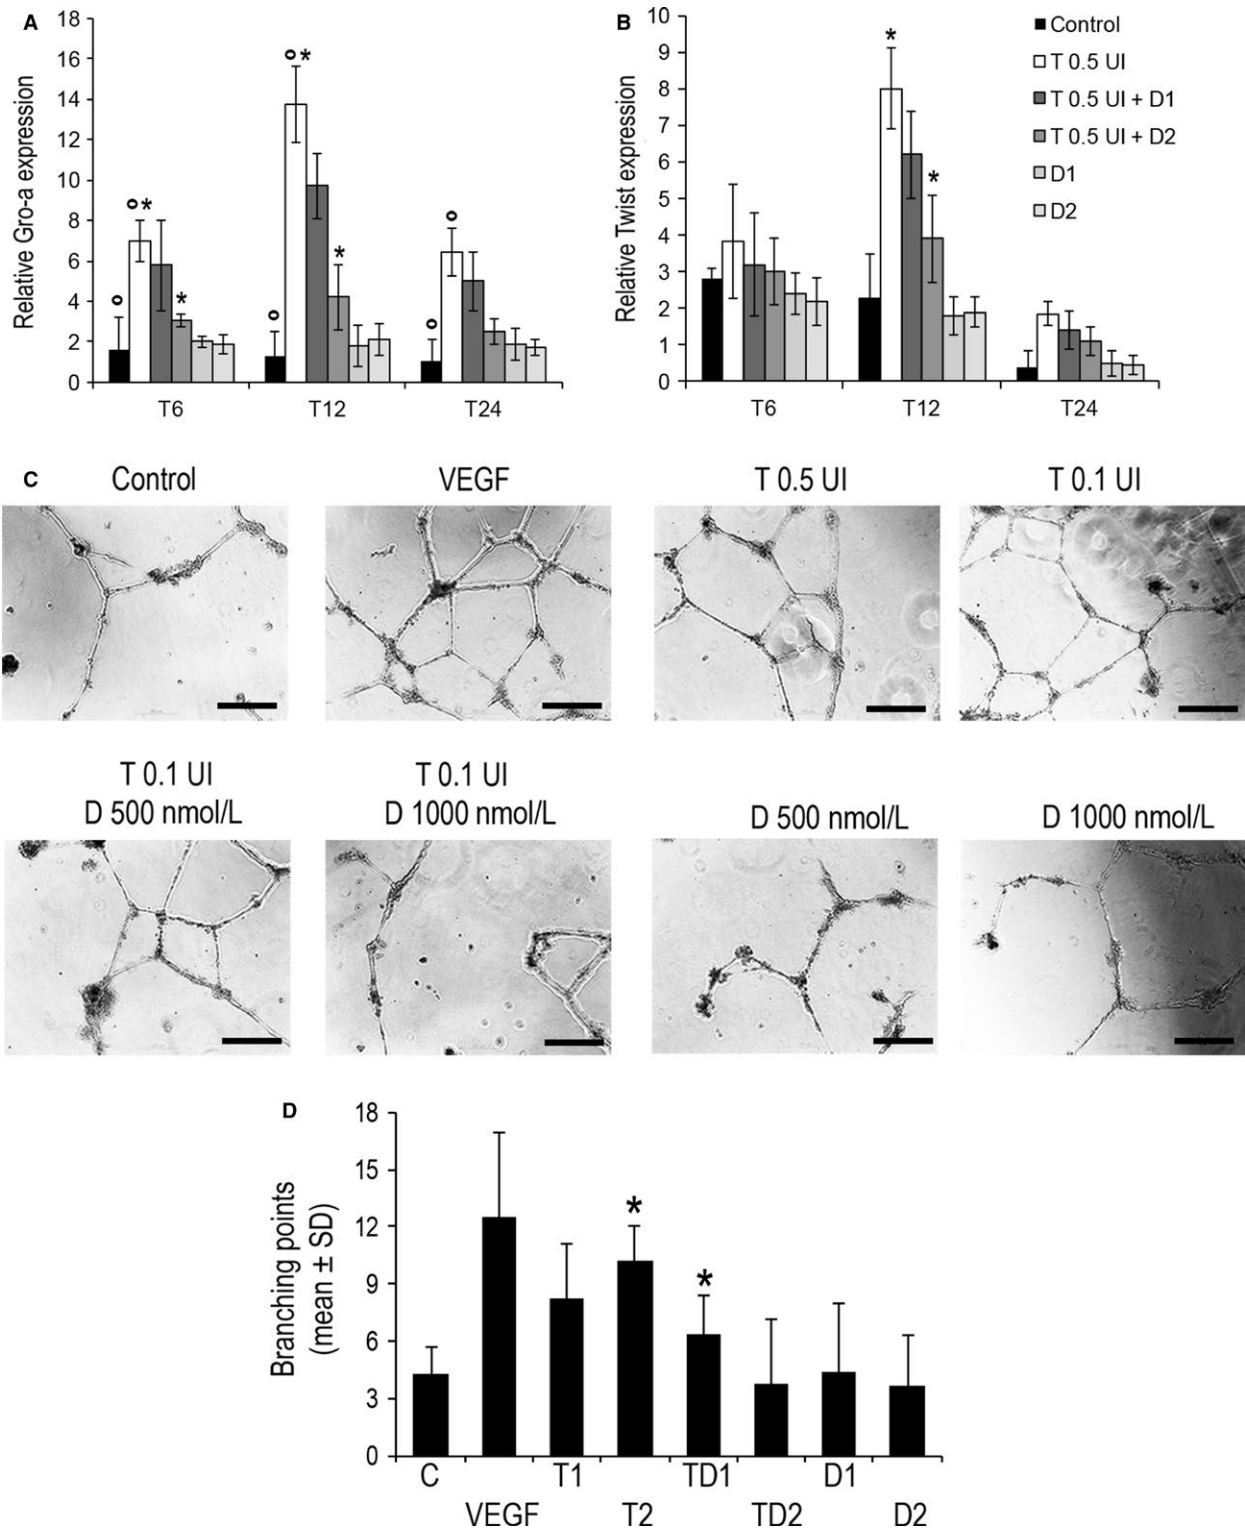 A
18
16
14
12
10
8
6
4
2
0
Relative Gro-a expression
o
o *
*
o
o *
*
o
o
T6
T12
T24
B
10
9
8
7
6
5
4
3
2
1
0
Relative Twist expression
*
*
T6
T12
T24
Control
T 0.5 UI
T 0.5 UI + D1
T 0.5 UI + D2
D1
D2
C
Control
VEGF
T 0.5 UI
T 0.1 UI
T 0.1 UI
D 500 nmol/L
T 0.1 UI
D 1000 nmol/L
D 500 nmol/L
D 1000 nmol/L
D
18
15
12
9
6
3
0
Branching points
(mean ± SD)
*
*
C
VEGF
T1
T2
TD1
TD2
D1
D2